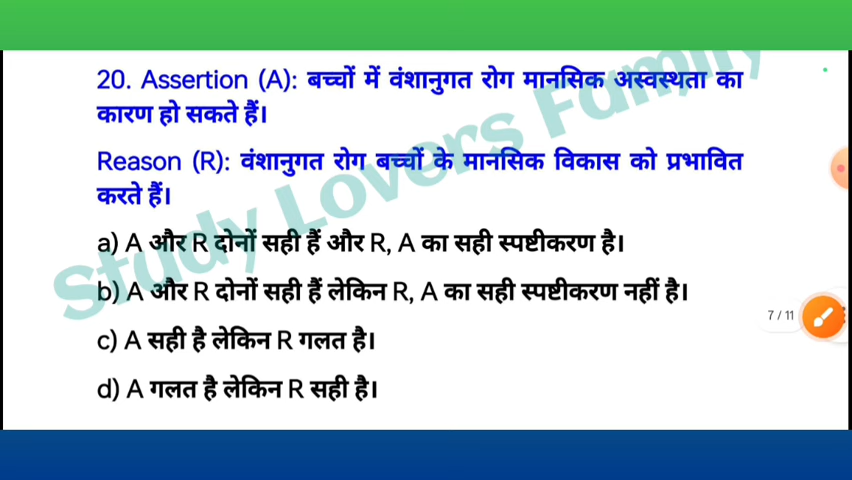 20. Assertion (A): बच्चों में वंशानुगत रोग मानसिक अस्वस्थता का
कारण हो सकते हैं।
Reason (R): वंशानुगत रोग बच्चों के मानसिक विकास को प्रभावित
करते हैं।
a) A और R दोनों सही हैं और R, A का सही स्पष्टीकरण है।
b) A और R दोनों सही हैं लेकिन R, A का सही स्पष्टीकरण नहीं है।
c) A सही है लेकिन R गलत है।
d) A गलत है लेकिन R सही है।
Study Lovers Family
7 / 11